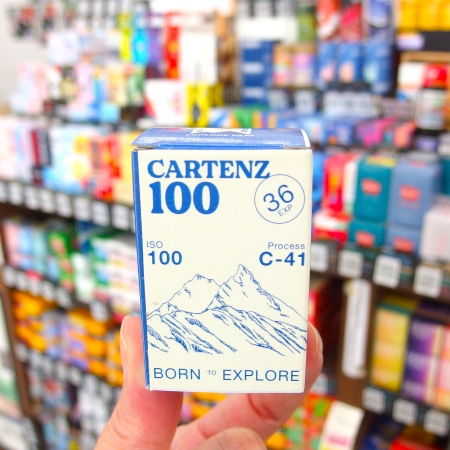 CARTENZ
100
36
EXP
ISO
100
Process
C-41
BORN TO EXPLORE